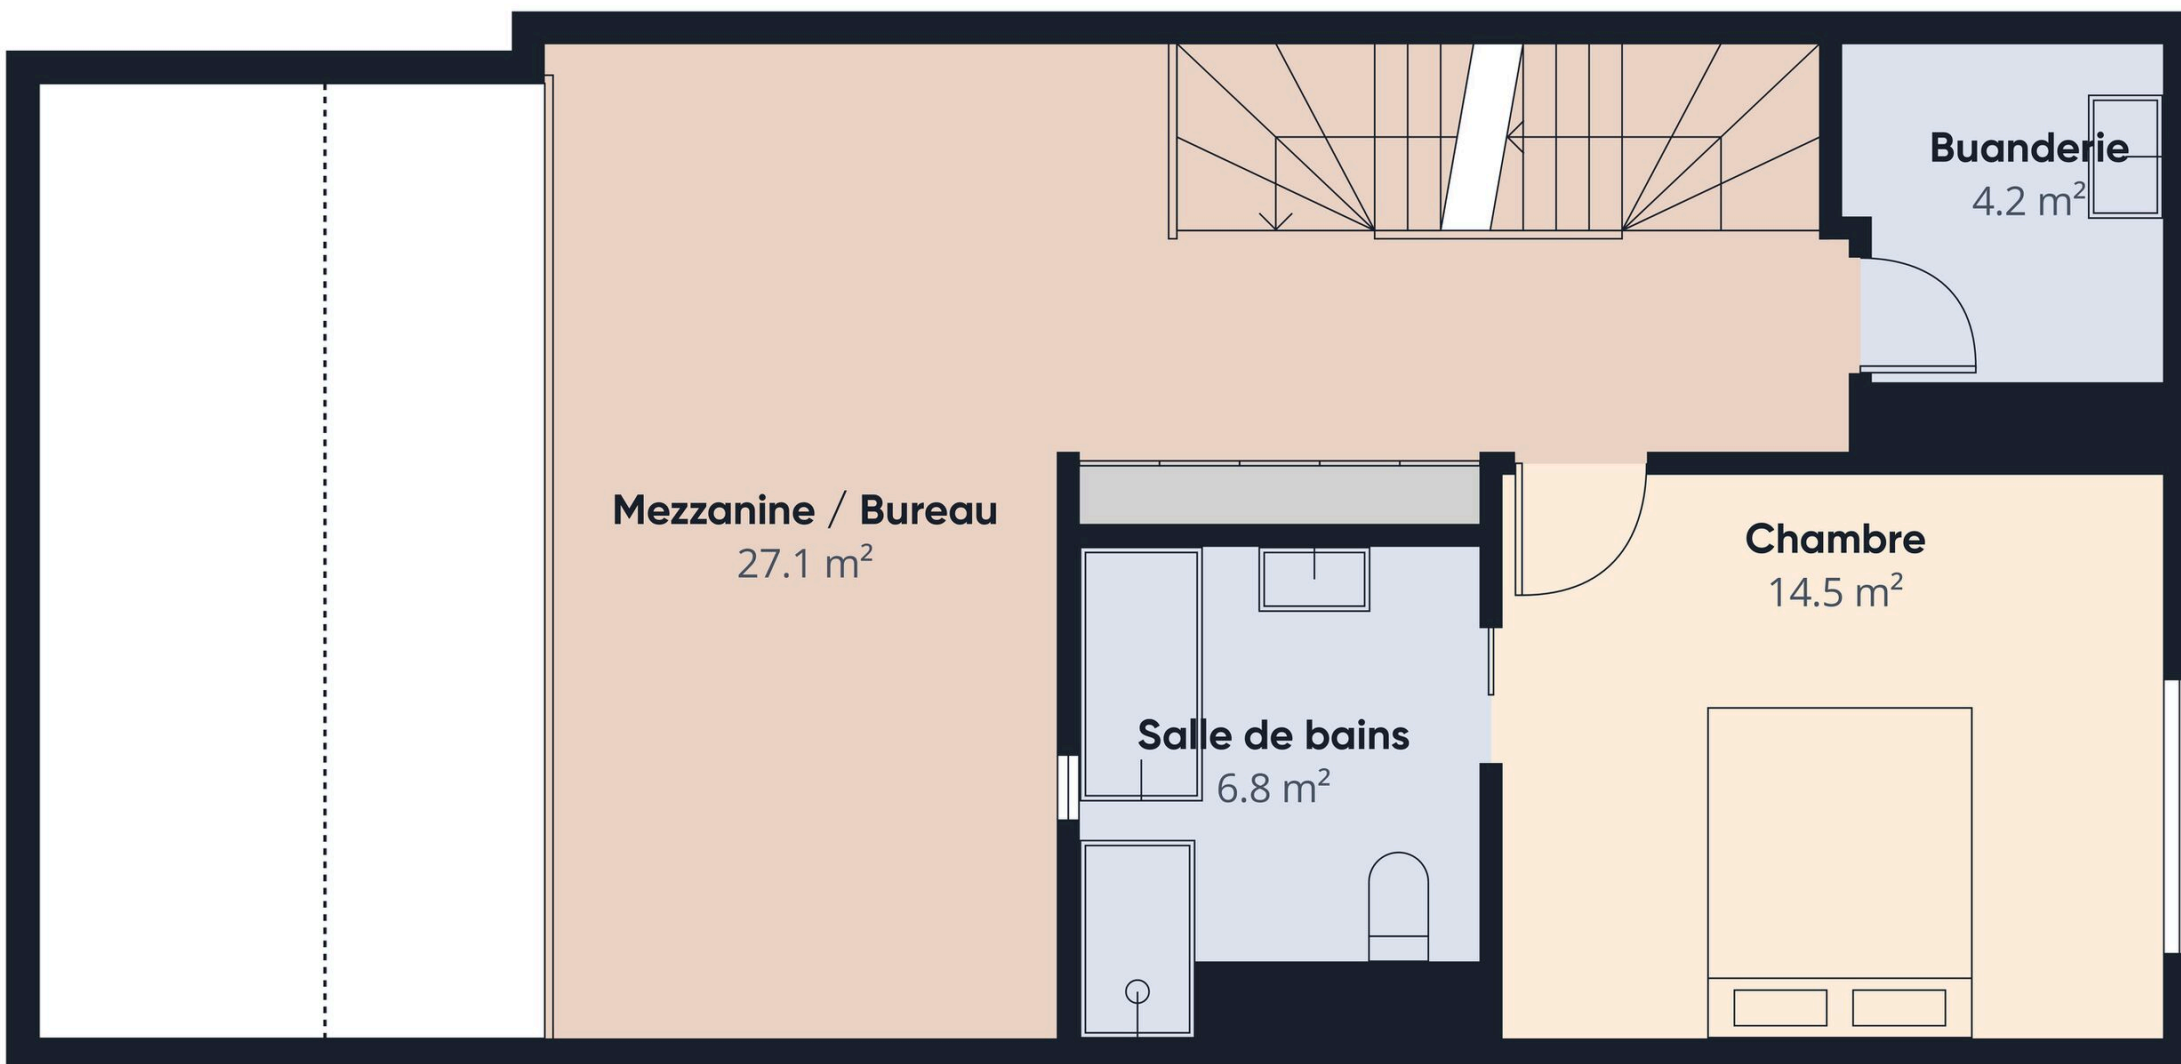 Buanderie
4.2 m²
Mezzanine / Bureau
27.1 m²
Chambre
14.5 m²
Salle de bains
6.8 m²